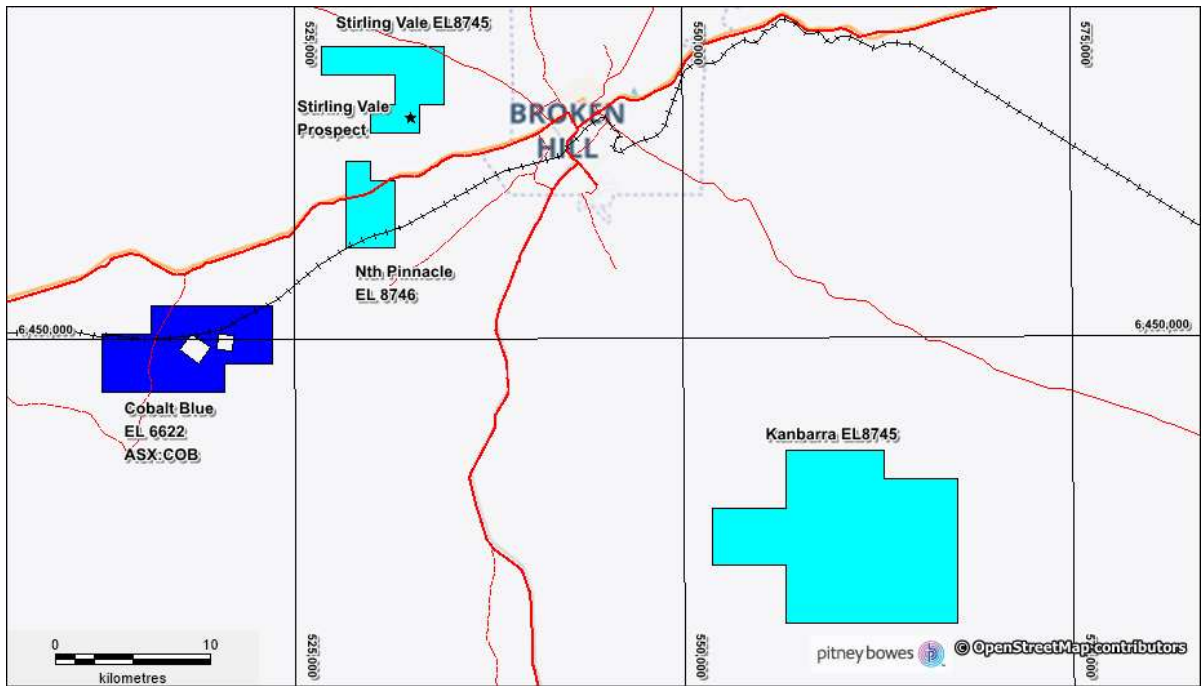 Stirling Vale EL8745
525,000
550,000
575,000
Stirling Vale
Prospect
BROKEN
HILL
Nth Pinnacle
EL 8746
6,450,000
6,450,000
Cobalt Blue
EL 6622
ASX:COB
Kanbarra EL8745
0
10
kilometres
525,000
550,000
575,000
pitney bowes
© OpenStreetMap contributors